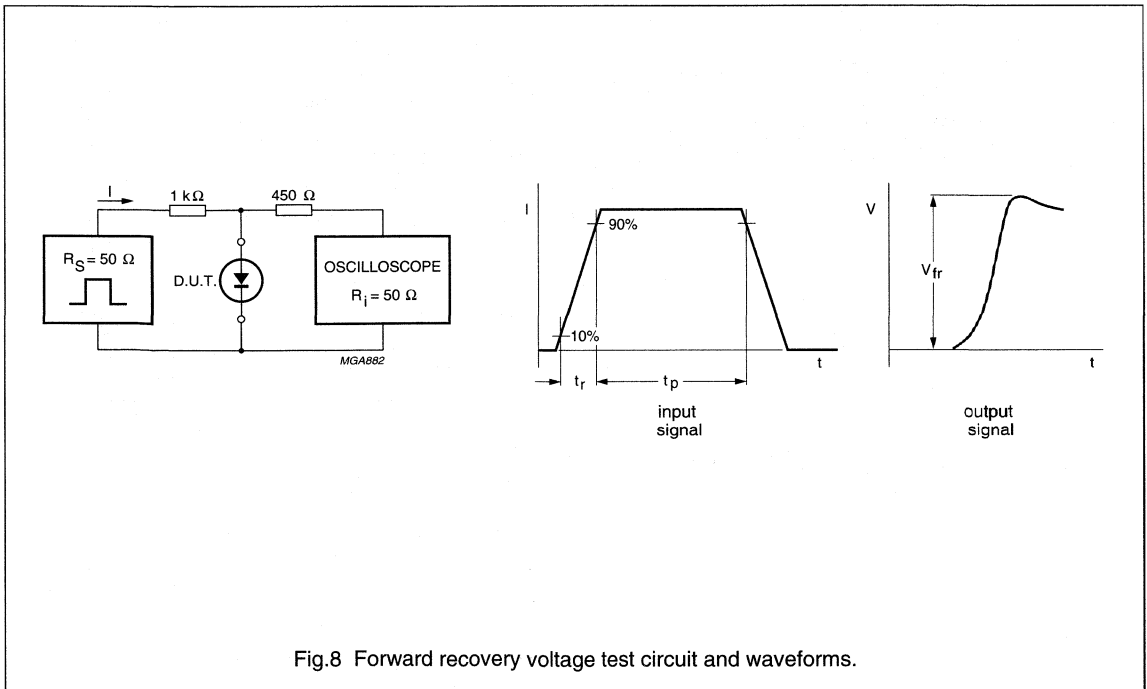 I
1 kΩ
450 Ω
R_S = 50 Ω
D.U.T.
OSCILLOSCOPE
R_i = 50 Ω
MGA882
I
90%
10%
t
t_r
t_p
input
signal
V
V_fr
t
output
signal
Fig.8 Forward recovery voltage test circuit and waveforms.